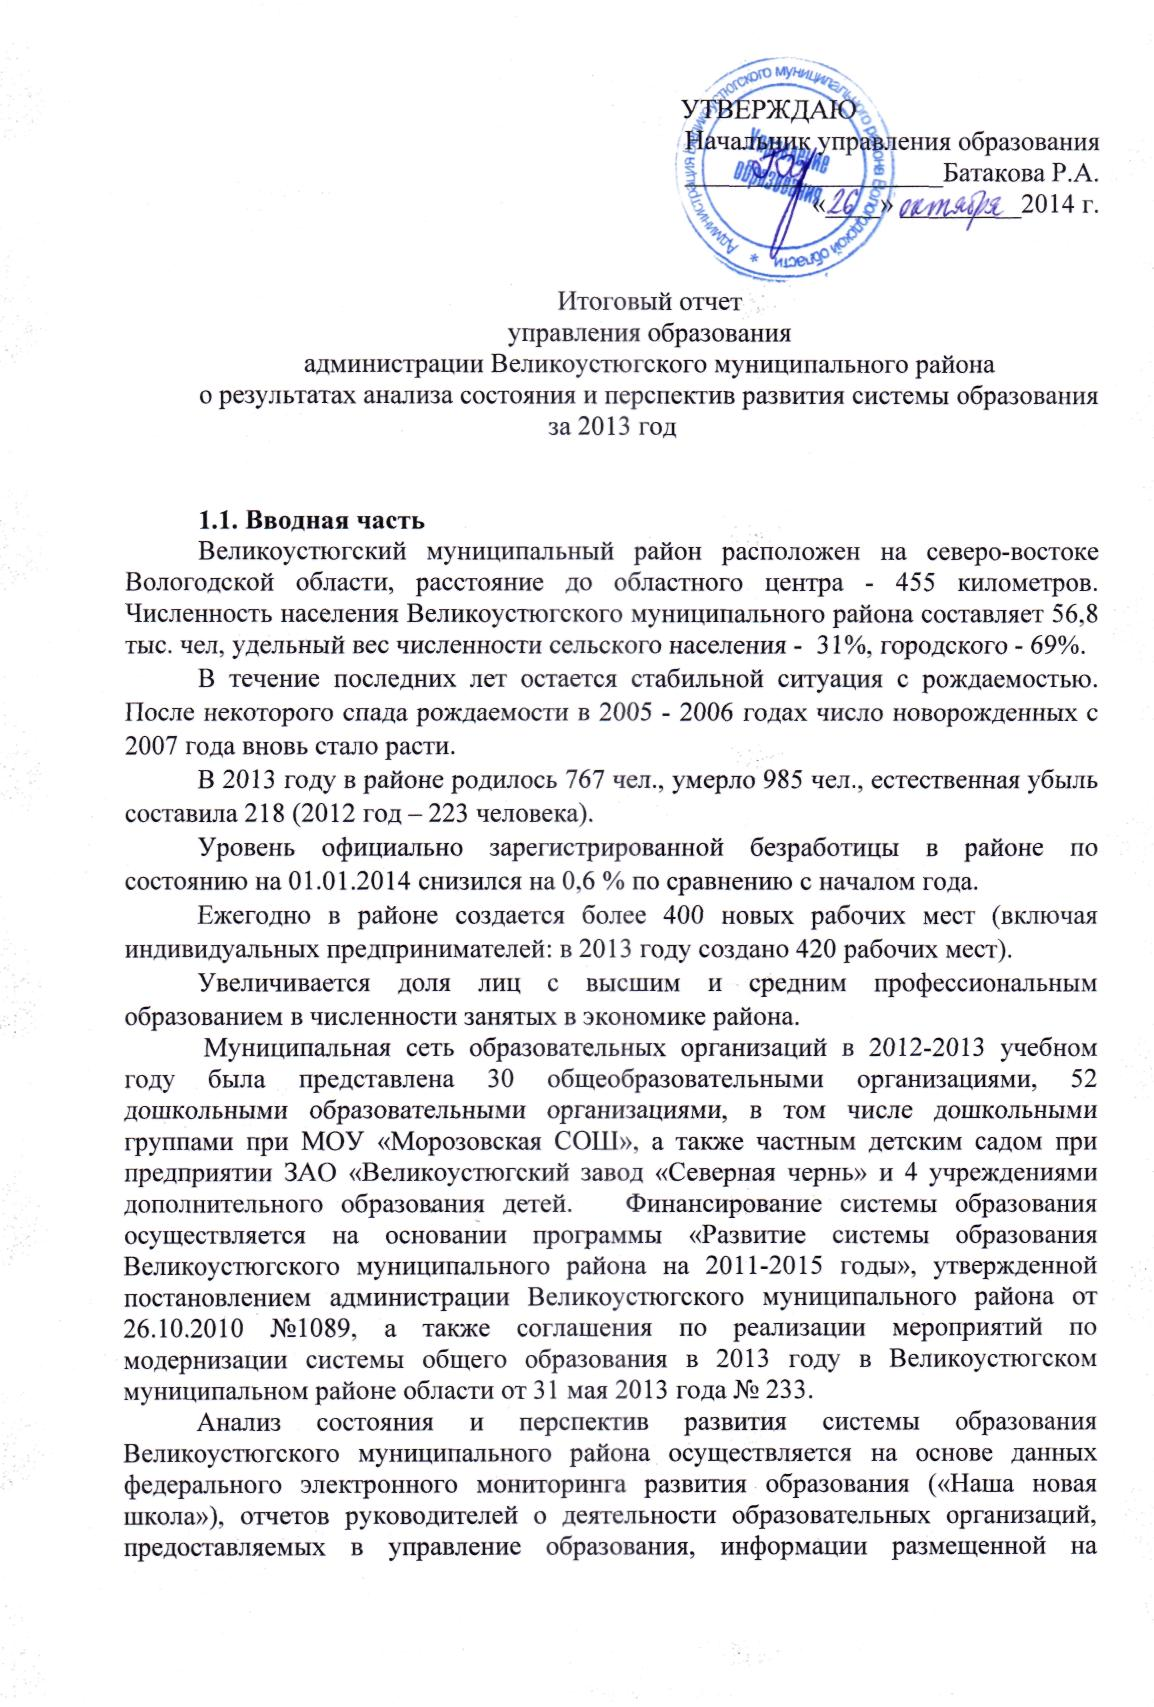 УТВЕРЖДАЮ
Начальник управления образования
___________________Батакова Р.А.
«26» октября 2014 г.
Администрация Великоустюгского муниципального района Вологодской области *
Управление
образования
Итоговый отчет
управления образования
администрации Великоустюгского муниципального района
о результатах анализа состояния и перспектив развития системы образования
за 2013 год
1.1. Вводная часть
Великоустюгский муниципальный район расположен на северо-востоке
Вологодской области, расстояние до областного центра - 455 километров.
Численность населения Великоустюгского муниципального района составляет 56,8
тыс. чел, удельный вес численности сельского населения - 31%, городского - 69%.
В течение последних лет остается стабильной ситуация с рождаемостью.
После некоторого спада рождаемости в 2005 - 2006 годах число новорожденных с
2007 года вновь стало расти.
В 2013 году в районе родилось 767 чел., умерло 985 чел., естественная убыль
составила 218 (2012 год – 223 человека).
Уровень официально зарегистрированной безработицы в районе по
состоянию на 01.01.2014 снизился на 0,6 % по сравнению с началом года.
Ежегодно в районе создается более 400 новых рабочих мест (включая
индивидуальных предпринимателей: в 2013 году создано 420 рабочих мест).
Увеличивается доля лиц с высшим и средним профессиональным
образованием в численности занятых в экономике района.
Муниципальная сеть образовательных организаций в 2012-2013 учебном
году была представлена 30 общеобразовательными организациями, 52
дошкольными образовательными организациями, в том числе дошкольными
группами при МОУ «Морозовская СОШ», а также частным детским садом при
предприятии ЗАО «Великоустюгский завод «Северная чернь» и 4 учреждениями
дополнительного образования детей. Финансирование системы образования
осуществляется на основании программы «Развитие системы образования
Великоустюгского муниципального района на 2011-2015 годы», утвержденной
постановлением администрации Великоустюгского муниципального района от
26.10.2010 №1089, а также соглашения по реализации мероприятий по
модернизации системы общего образования в 2013 году в Великоустюгском
муниципальном районе области от 31 мая 2013 года № 233.
Анализ состояния и перспектив развития системы образования
Великоустюгского муниципального района осуществляется на основе данных
федерального электронного мониторинга развития образования («Наша новая
школа»), отчетов руководителей о деятельности образовательных организаций,
предоставляемых в управление образования, информации размещенной на